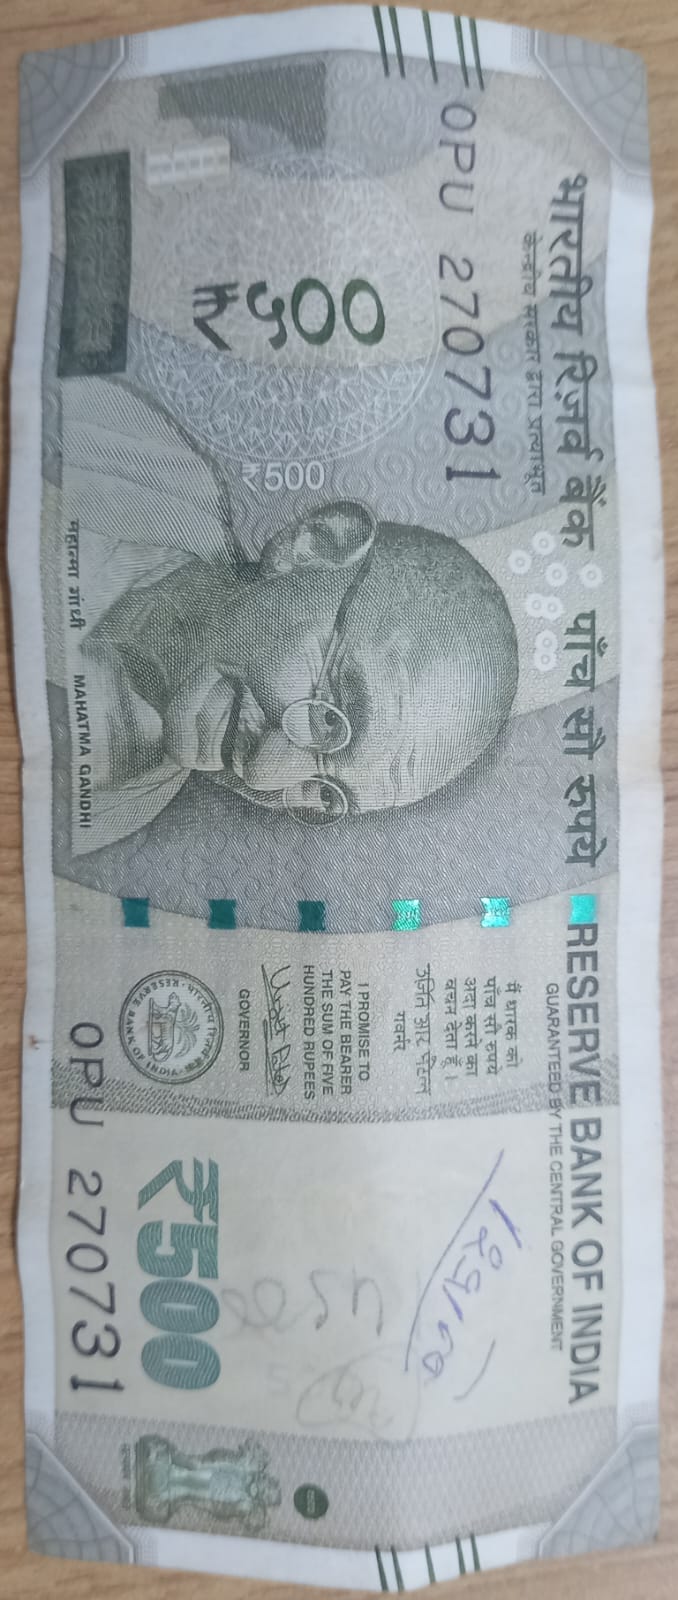 भारतीय रिज़र्व बैंक
केन्द्रीय सरकार द्वारा प्रत्याभूत
पाँच सौ रुपये
RESERVE BANK OF INDIA
GUARANTEED BY THE CENTRAL GOVERNMENT
0PU 270731
₹५००
₹500
मैं धारक को
पाँच सौ रुपये
अदा करने का
वचन देता हूँ ।
उर्जित आर पटेल
गवर्नर
I PROMISE TO
PAY THE BEARER
THE SUM OF FIVE
HUNDRED RUPEES
Urjit Patel
GOVERNOR
भारतीय रिज़र्व बैंक
RESERVE BANK OF INDIA
₹500
0PU 270731
महात्मा गांधी
MAHATMA GANDHI
सत्यमेव जयते